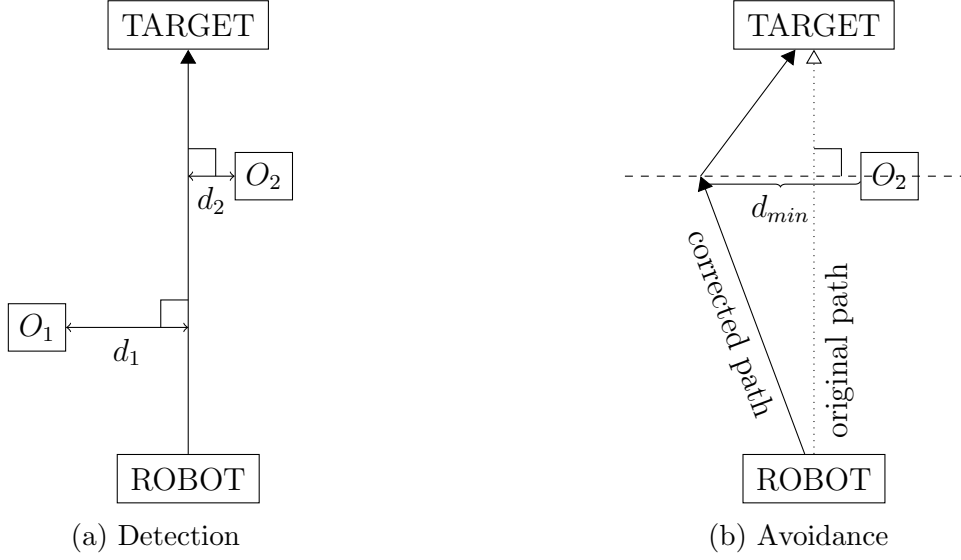 TARGET
O₂
d₂
O₁
d₁
ROBOT
(a) Detection
TARGET
O₂
dₘᵢₙ
corrected path
original path
ROBOT
(b) Avoidance